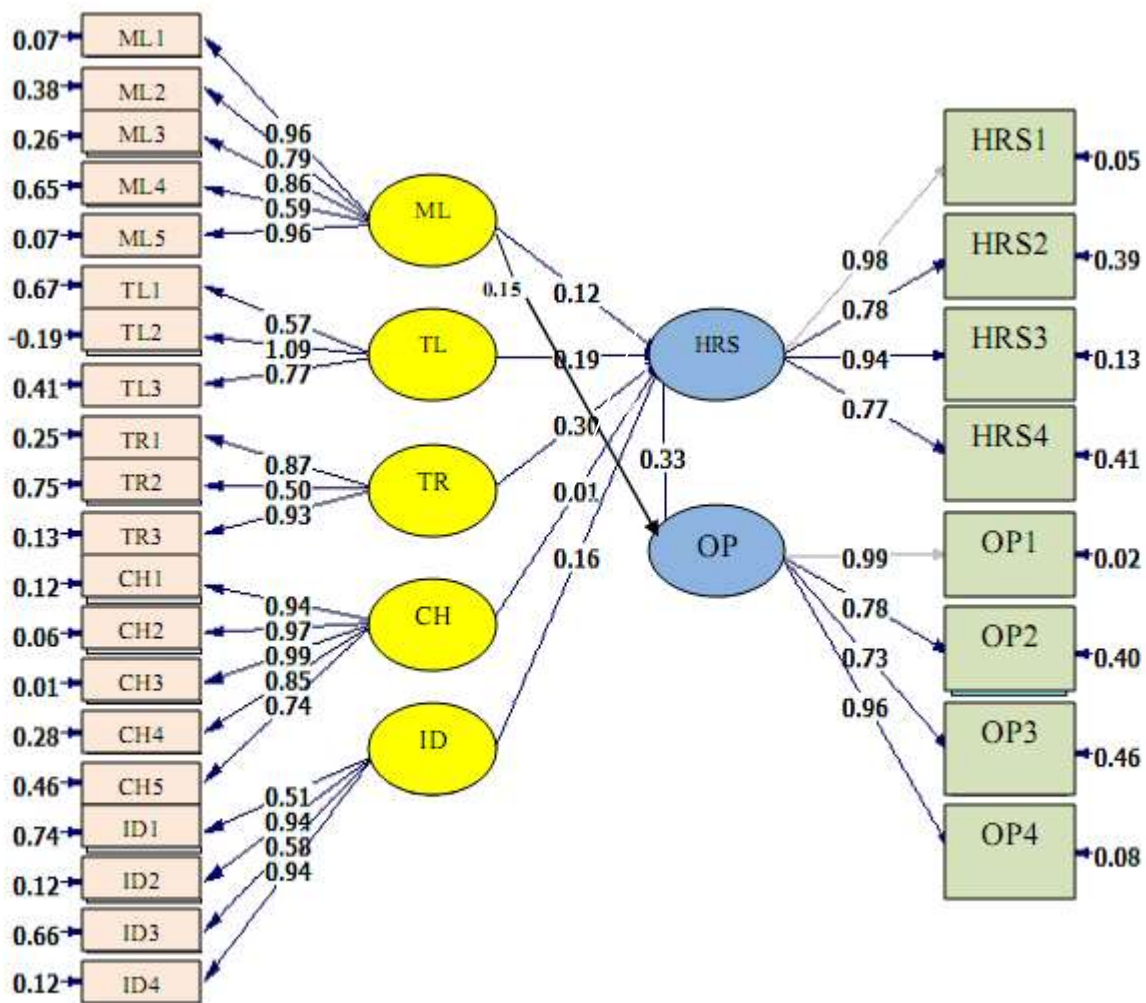 0.07 ML1
0.38 ML2
0.26 ML3
0.65 ML4
0.07 ML5
0.67 TL1
-0.19 TL2
0.41 TL3
0.25 TR1
0.75 TR2
0.13 TR3
0.12 CH1
0.06 CH2
0.01 CH3
0.28 CH4
0.46 CH5
0.74 ID1
0.12 ID2
0.66 ID3
0.12 ID4
0.96
0.79
0.86
0.59
0.96
0.57
1.09
0.77
0.87
0.50
0.93
0.94
0.97
0.99
0.85
0.74
0.51
0.94
0.58
0.94
ML
TL
TR
CH
ID
0.15
0.12
0.19
0.30
0.01
0.16
0.33
HRS
OP
0.98
0.78
0.94
0.77
0.99
0.78
0.73
0.96
HRS1 0.05
HRS2 0.39
HRS3 0.13
HRS4 0.41
OP1 0.02
OP2 0.40
OP3 0.46
OP4 0.08